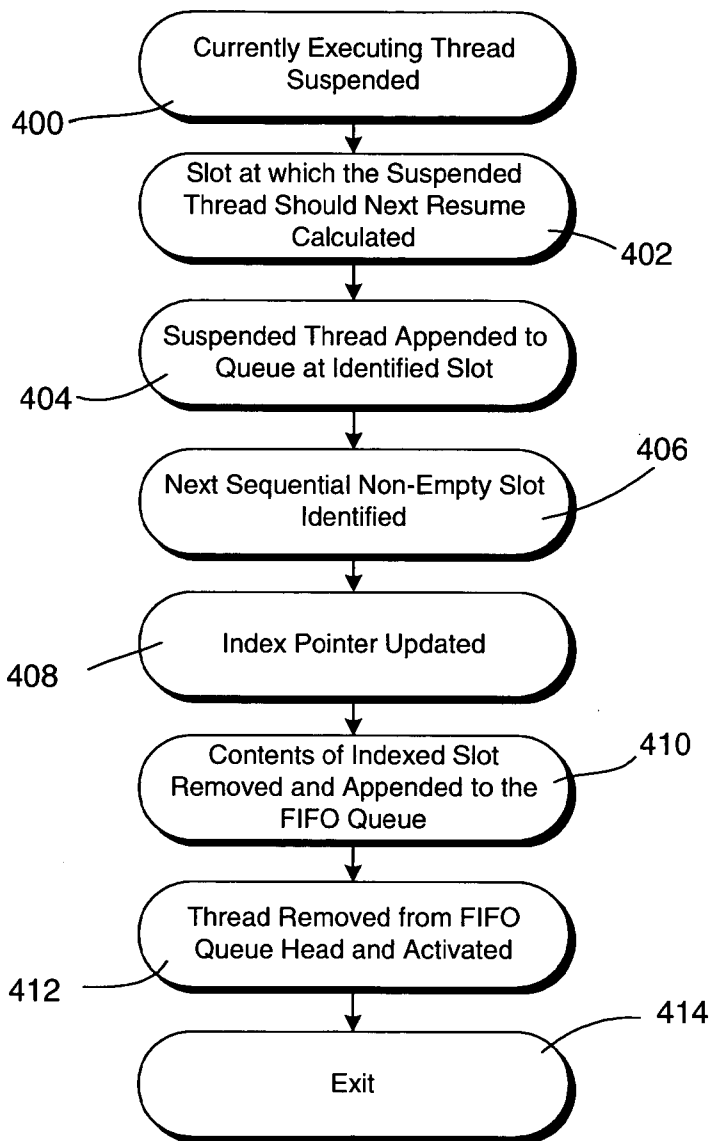 Currently Executing Thread
Suspended
400
Slot at which the Suspended
Thread Should Next Resume
Calculated
402
Suspended Thread Appended to
Queue at Identified Slot
404
406
Next Sequential Non-Empty Slot
Identified
Index Pointer Updated
408
410
Contents of Indexed Slot
Removed and Appended to the
FIFO Queue
Thread Removed from FIFO
Queue Head and Activated
412
414
Exit